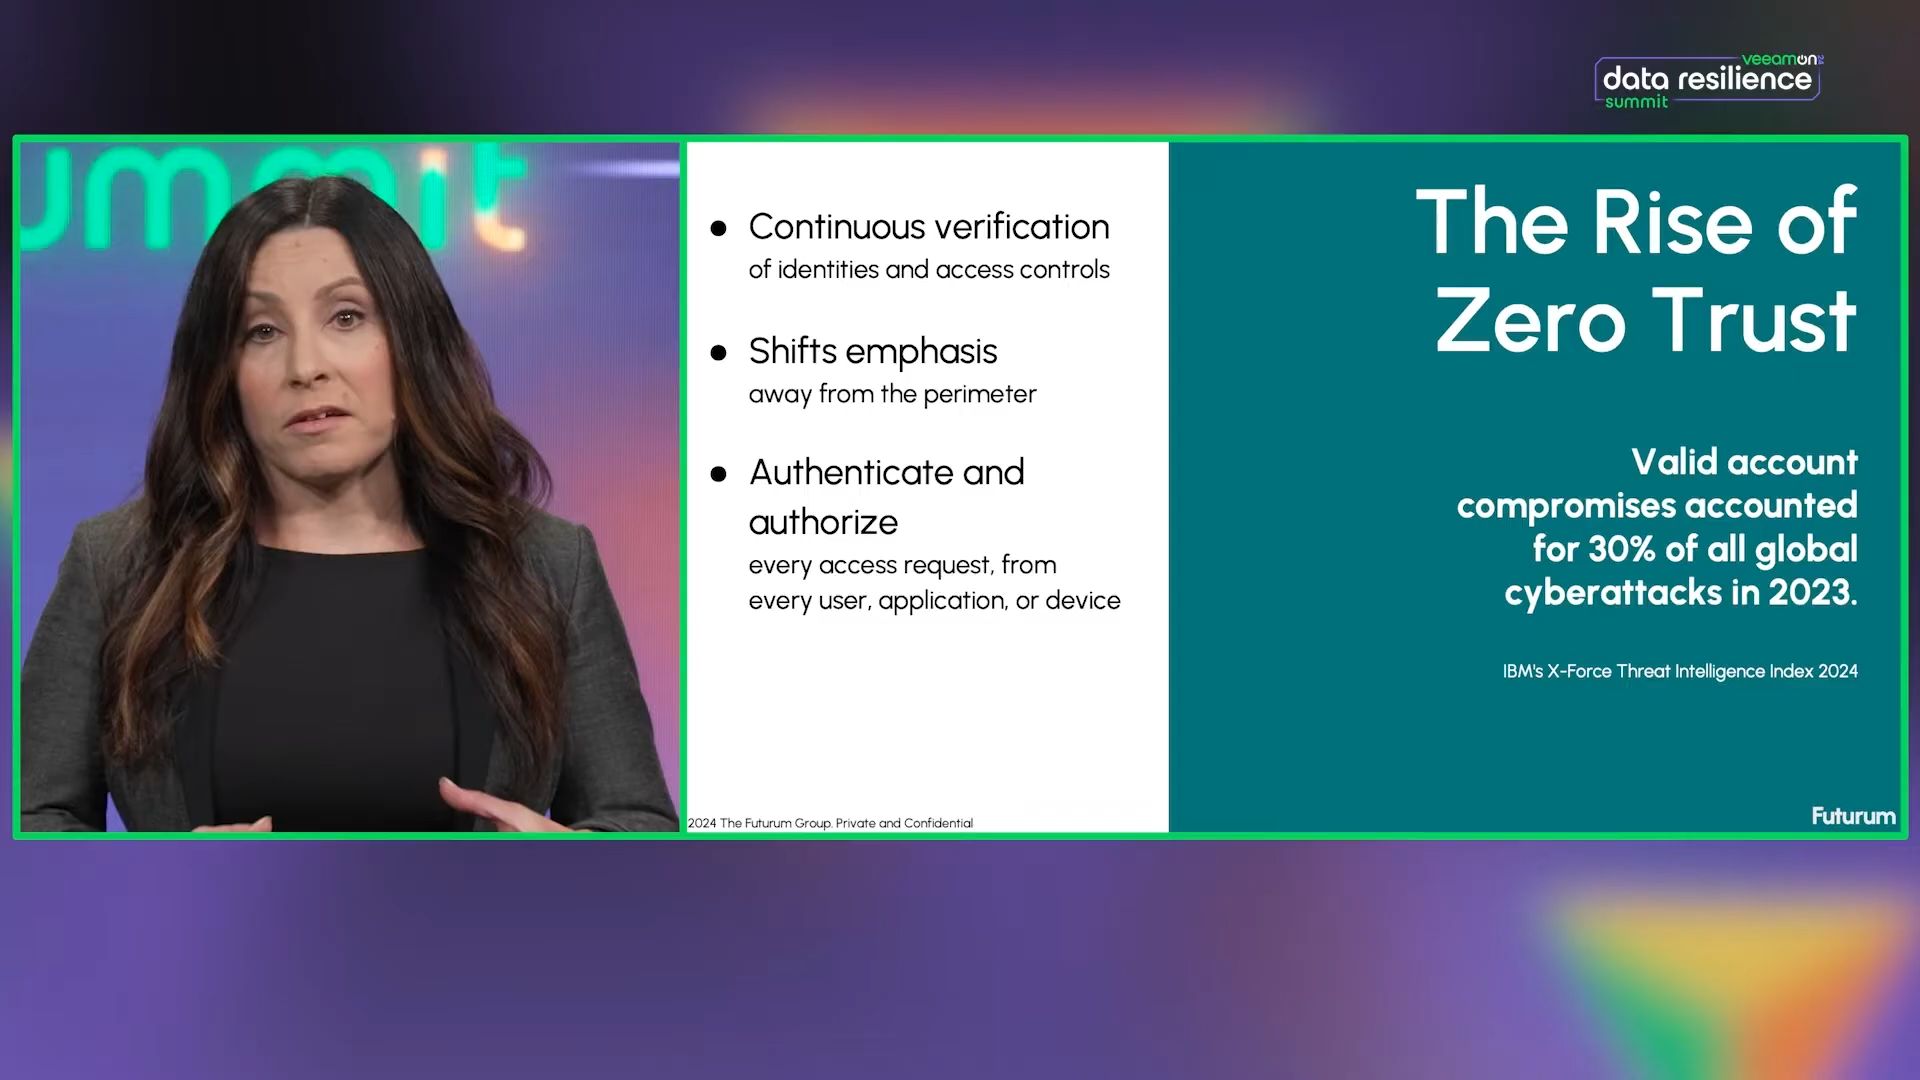 veeamON24
data resilience
summit
ummit
● Continuous verification
of identities and access controls
● Shifts emphasis
away from the perimeter
● Authenticate and
authorize
every access request, from
every user, application, or device
2024 The Futurum Group. Private and Confidential
The Rise of
Zero Trust
Valid account
compromises accounted
for 30% of all global
cyberattacks in 2023.
IBM's X-Force Threat Intelligence Index 2024
Futurum